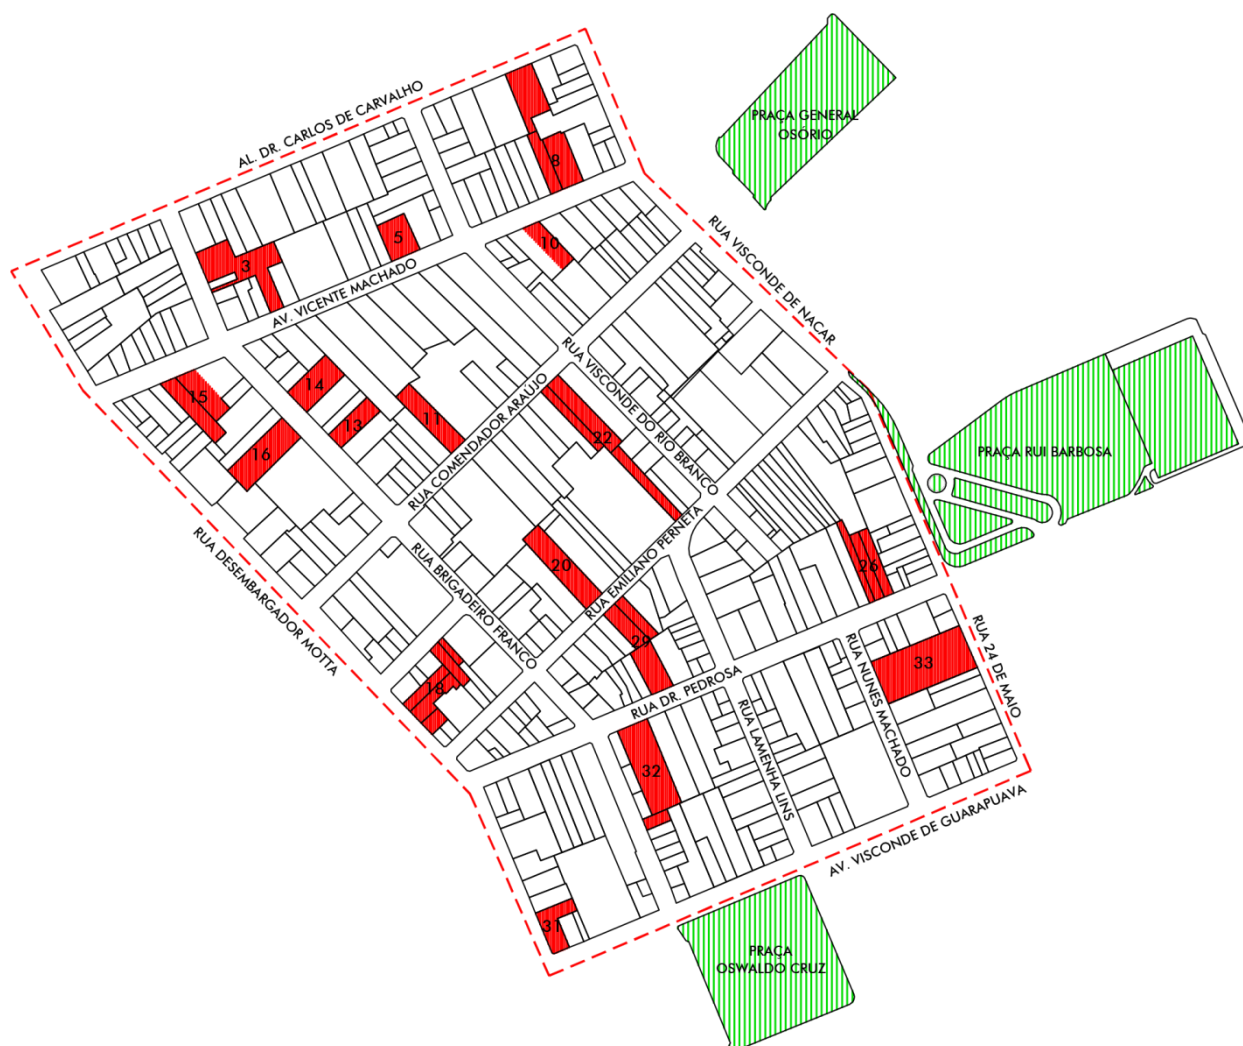 AL. DR. CARLOS DE CARVALHO
PRAÇA GENERAL
OSÓRIO
8
5
10
3
RUA VISCONDE DE NACAR
AV. VICENTE MACHADO
RUA VISCONDE DO RIO BRANCO
14
15
13
11
RUA COMENDADOR ARAÚJO
22
16
PRAÇA RUI BARBOSA
RUA DESEMBARGADOR MOTTA
RUA BRIGADEIRO FRANCO
20
RUA EMILIANO PERNETA
26
29
18
RUA DR. PEDROSA
RUA NUNES MACHADO
33
RUA 24 DE MAIO
RUA LAMENHA LINS
32
AV. VISCONDE DE GUARAPUAVA
31
PRAÇA
OSWALDO CRUZ